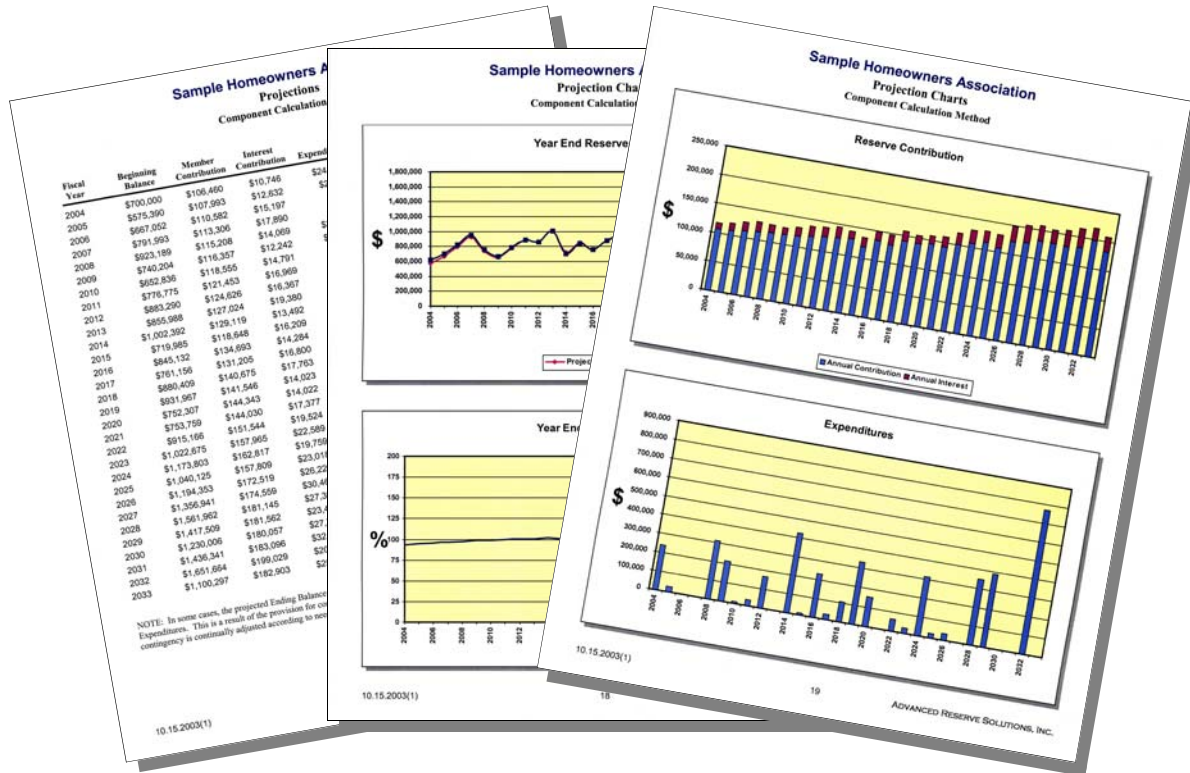 Sample Homeowners A
Projections
Component Calculation
Fiscal Year Beginning Balance Member Contribution Interest Contribution Expendi
2004 $700,000 $106,460 $10,746 $24
2005 $575,390 $107,993 $12,632 $2
2006 $667,052 $110,582 $15,197
2007 $791,993 $113,306 $17,890
2008 $923,189 $115,208 $14,069 $
2009 $740,204 $116,357 $12,242 $
2010 $652,836 $118,555 $14,791
2011 $776,775 $121,453 $16,969
2012 $883,290 $124,626 $16,367
2013 $855,988 $127,024 $19,380
2014 $1,002,392 $129,119 $13,492
2015 $719,985 $118,648 $16,209
2016 $845,132 $134,693 $14,284
2017 $761,156 $131,205 $16,800
2018 $880,409 $140,675 $17,763
2019 $931,967 $141,546 $14,023
2020 $752,307 $144,343 $14,022
2021 $753,759 $144,030 $17,377
2022 $915,166 $151,544 $19,524
2023 $1,022,675 $157,965 $22,589
2024 $1,173,803 $162,817 $19,759
2025 $1,040,125 $157,809 $23,018
2026 $1,194,353 $172,519 $26,22
2027 $1,356,941 $174,559 $30,46
2028 $1,561,962 $181,145 $27,3
2029 $1,417,509 $181,562 $23,4
2030 $1,230,006 $180,057 $27,
2031 $1,436,341 $183,096 $32
2032 $1,651,664 $199,029 $20
2033 $1,100,297 $182,903 $2
NOTE: In some cases, the projected Ending Balance
Expenditures. This is a result of the provision for co
contingency is continually adjusted according to nee
10.15.2003(1)
Sample Homeowners A
Projection Cha
Component Calculation
Year End Reserve
1,800,000
1,600,000
1,400,000
1,200,000
1,000,000
800,000
600,000
400,000
200,000
0
$
2004 2006 2008 2010 2012 2014 2016
Projec
Year En
200
175
150
125
100
75
50
25
0
%
2004 2006 2008 2010 2012
10.15.2003(1)
18
Sample Homeowners Association
Projection Charts
Component Calculation Method
Reserve Contribution
250,000
200,000
150,000
100,000
50,000
0
$
2004 2006 2008 2010 2012 2014 2016 2018 2020 2022 2024 2026 2028 2030 2032
Annual Contribution Annual Interest
Expenditures
900,000
800,000
700,000
600,000
500,000
400,000
300,000
200,000
100,000
0
$
2004 2006 2008 2010 2012 2014 2016 2018 2020 2022 2024 2026 2028 2030 2032
10.15.2003(1)
19
ADVANCED RESERVE SOLUTIONS, INC.